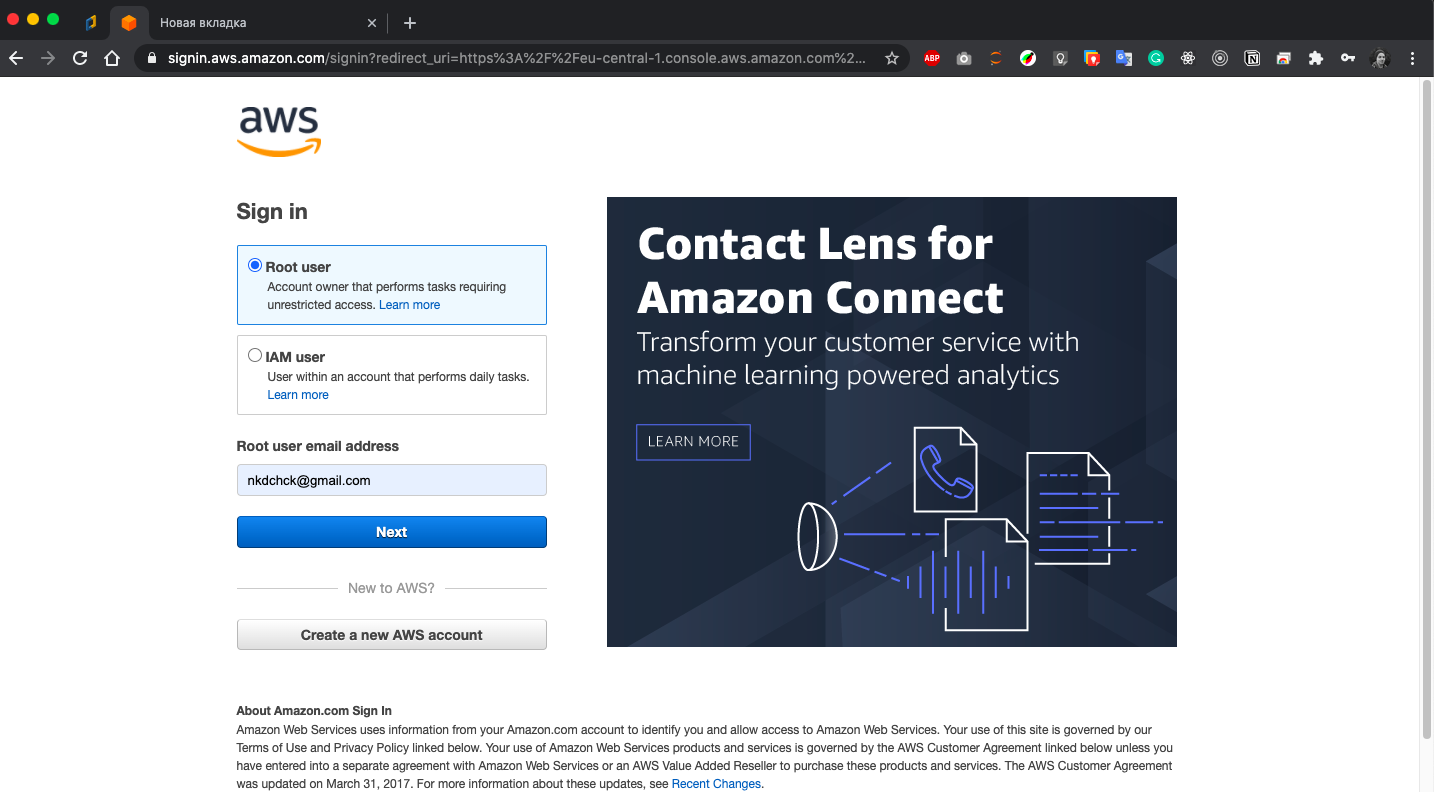 Новая вкладка
signin.aws.amazon.com/signin?redirect_uri=https%3A%2F%2Feu-central-1.console.aws.amazon.com%2...
ABP
aws
Sign in
Root user
Account owner that performs tasks requiring
unrestricted access. Learn more
IAM user
User within an account that performs daily tasks.
Learn more
Root user email address
nkdchck@gmail.com
Next
New to AWS?
Create a new AWS account
Contact Lens for
Amazon Connect
Transform your customer service with
machine learning powered analytics
LEARN MORE
About Amazon.com Sign In
Amazon Web Services uses information from your Amazon.com account to identify you and allow access to Amazon Web Services. Your use of this site is governed by our
Terms of Use and Privacy Policy linked below. Your use of Amazon Web Services products and services is governed by the AWS Customer Agreement linked below unless you
have entered into a separate agreement with Amazon Web Services or an AWS Value Added Reseller to purchase these products and services. The AWS Customer Agreement
was updated on March 31, 2017. For more information about these updates, see Recent Changes.